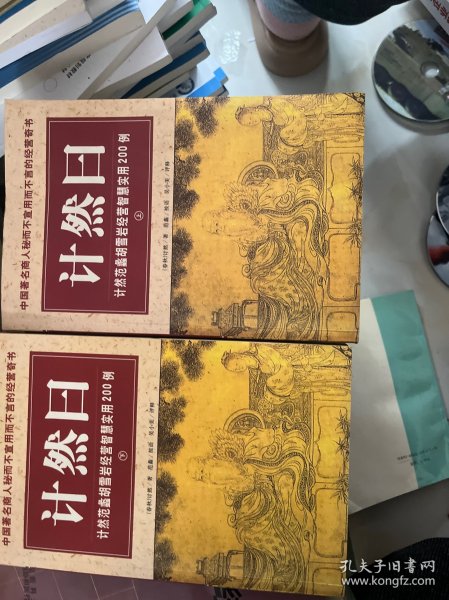 中国著名商人秘而不宣用而不言的经营奇书
计然曰
计然范蠡胡雪岩经营智慧实用200例
上
中国著名商人秘而不宣用而不言的经营奇书
计然曰
计然范蠡胡雪岩经营智慧实用200例
下
孔夫子旧书网
www.kongfz.com